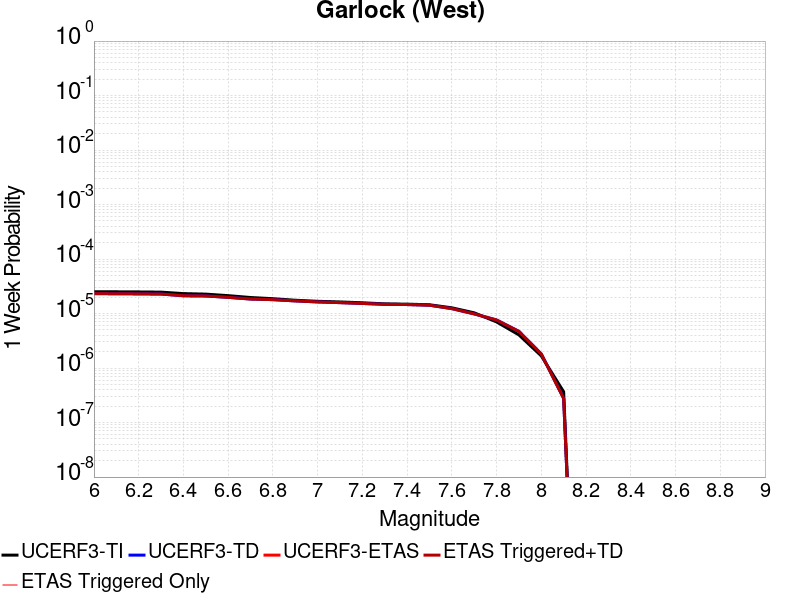 Garlock (West)
10^0
10^-1
10^-2
10^-3
10^-4
10^-5
10^-6
10^-7
10^-8
1 Week Probability
6 6.2 6.4 6.6 6.8 7 7.2 7.4 7.6 7.8 8 8.2 8.4 8.6 8.8 9
Magnitude
UCERF3-TI UCERF3-TD UCERF3-ETAS ETAS Triggered+TD
ETAS Triggered Only